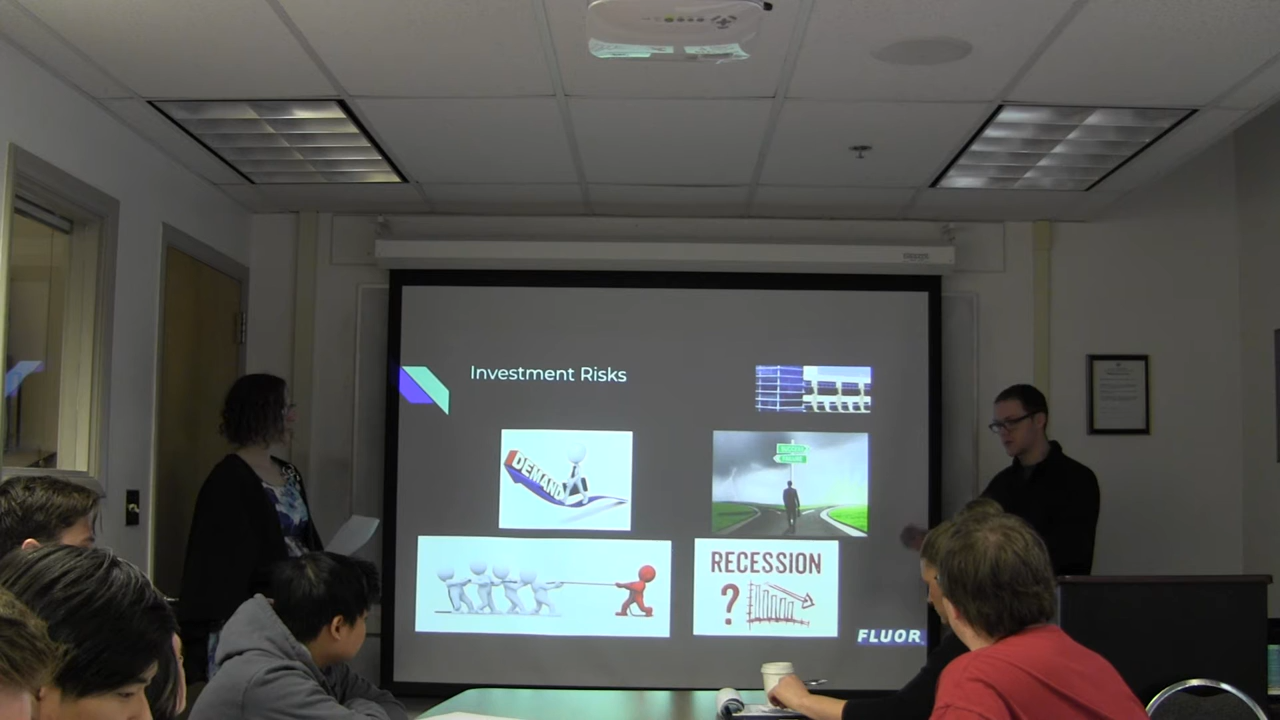 Investment Risks
DEMAND
RECESSION
?
FLUOR